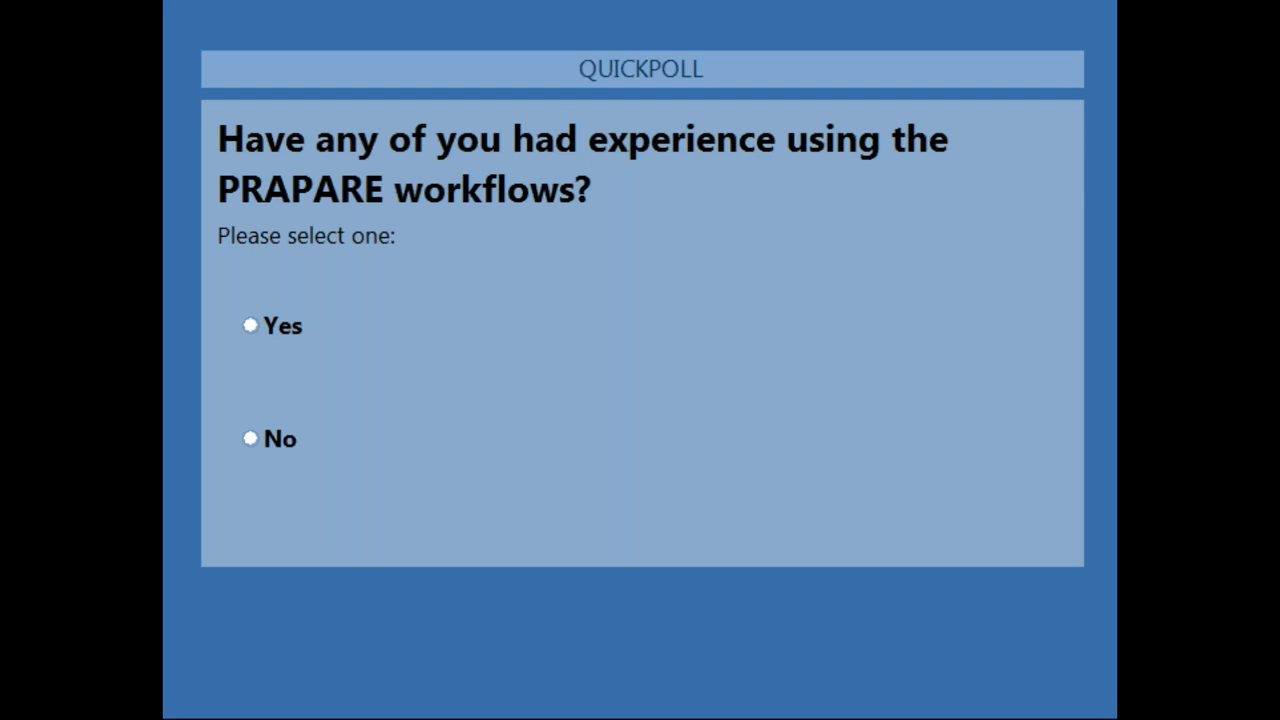 QUICKPOLL
Have any of you had experience using the
PRAPARE workflows?
Please select one:
Yes
No